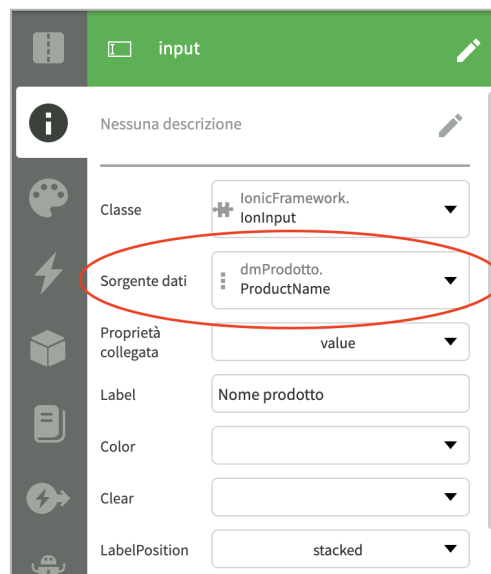 input
Nessuna descrizione
Classe
IonicFramework.
IonInput
Sorgente dati
dmProdotto.
ProductName
Proprietà
collegata
value
Label
Nome prodotto
Color
Clear
LabelPosition
stacked